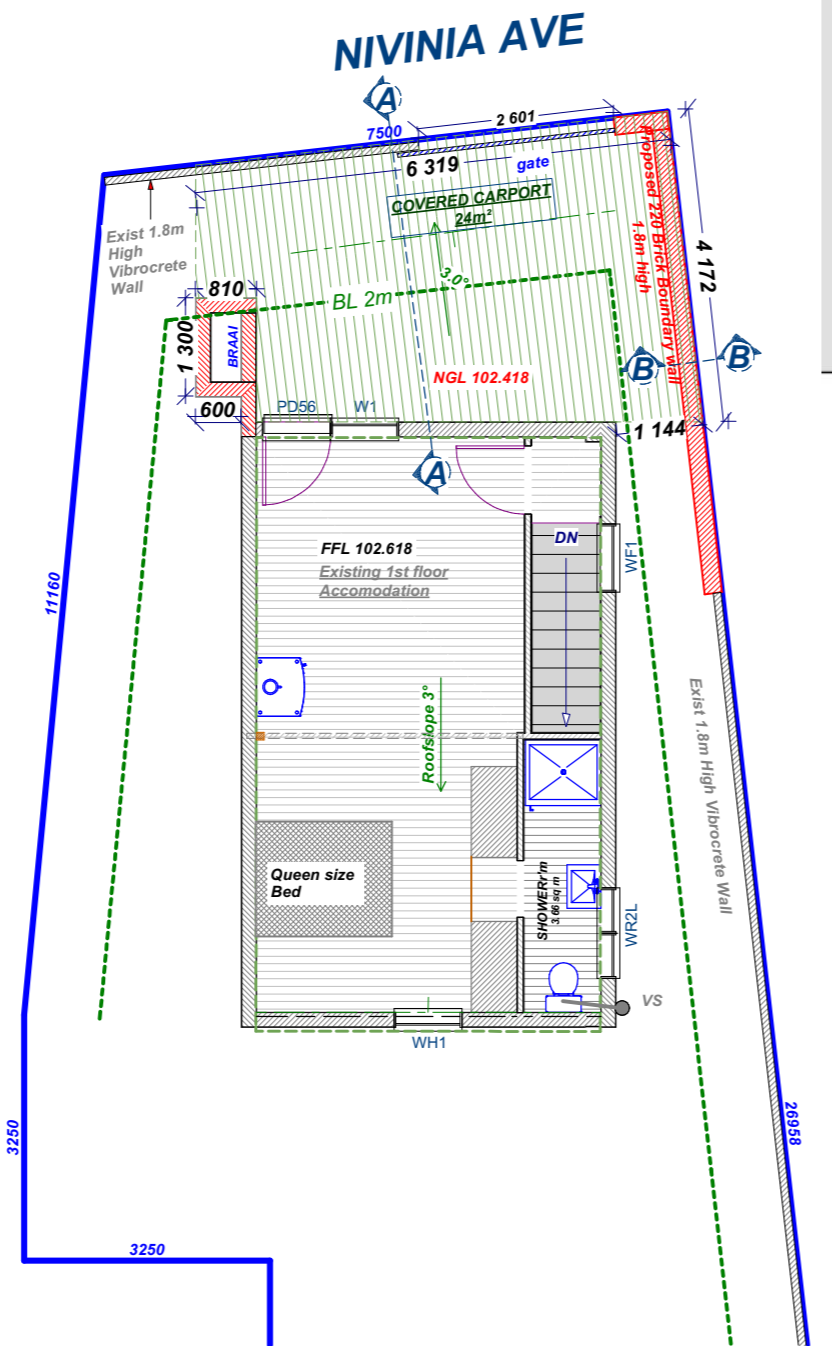 NIVINIA AVE
A
7500
2 601
6 319
gate
COVERED CARPORT
24m²
Proposed 220 Brick Boundary wall
1.8m high
Exist 1.8m
High
Vibrocrete
Wall
4 172
3.0°
810
BL 2m
1 300
BRAAI
B
B
NGL 102.418
600
PD56
W1
1 144
A
DN
WF1
FFL 102.618
Existing 1st floor
Accomodation
11160
Roofslope 3°
Exist 1.8m High Vibrocrete Wall
Queen size
Bed
SHOWERr'm
3.66 sq m
WR2L
VS
WH1
3250
26958
3250